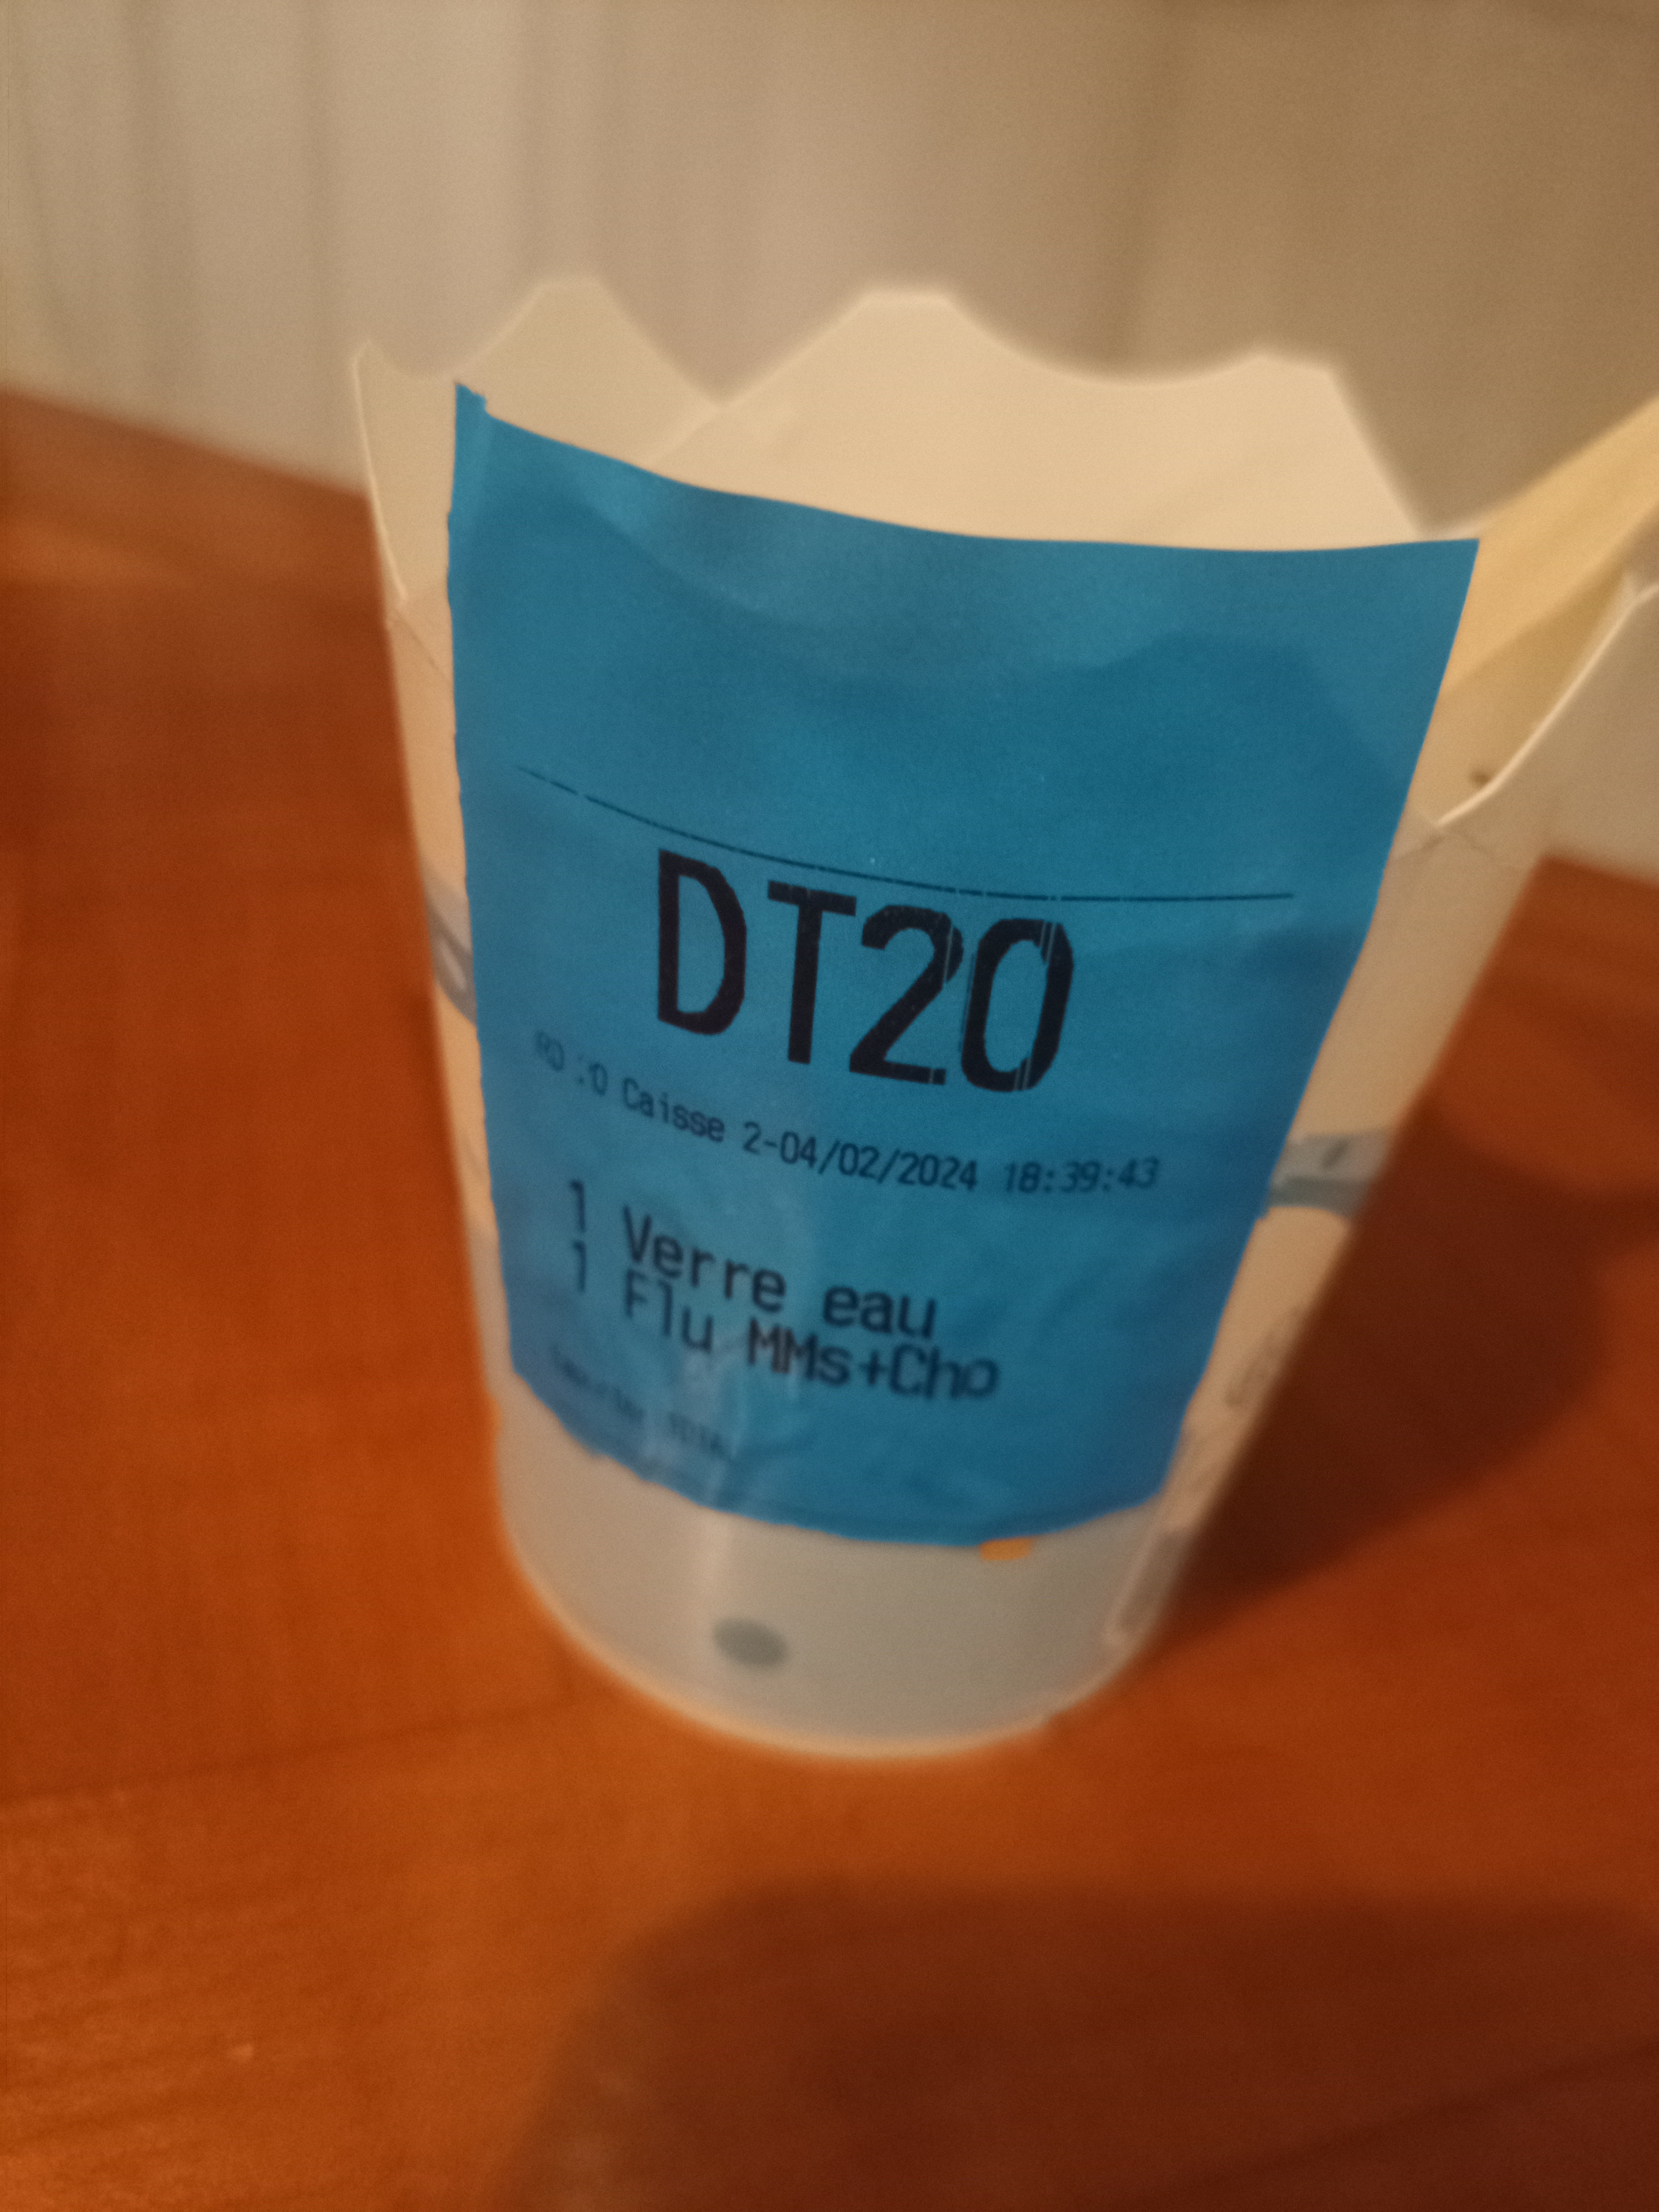 DT20
Caisse 2-04/02/2024 18:39:43
1 Verre eau
1 Flu MMs+Cho